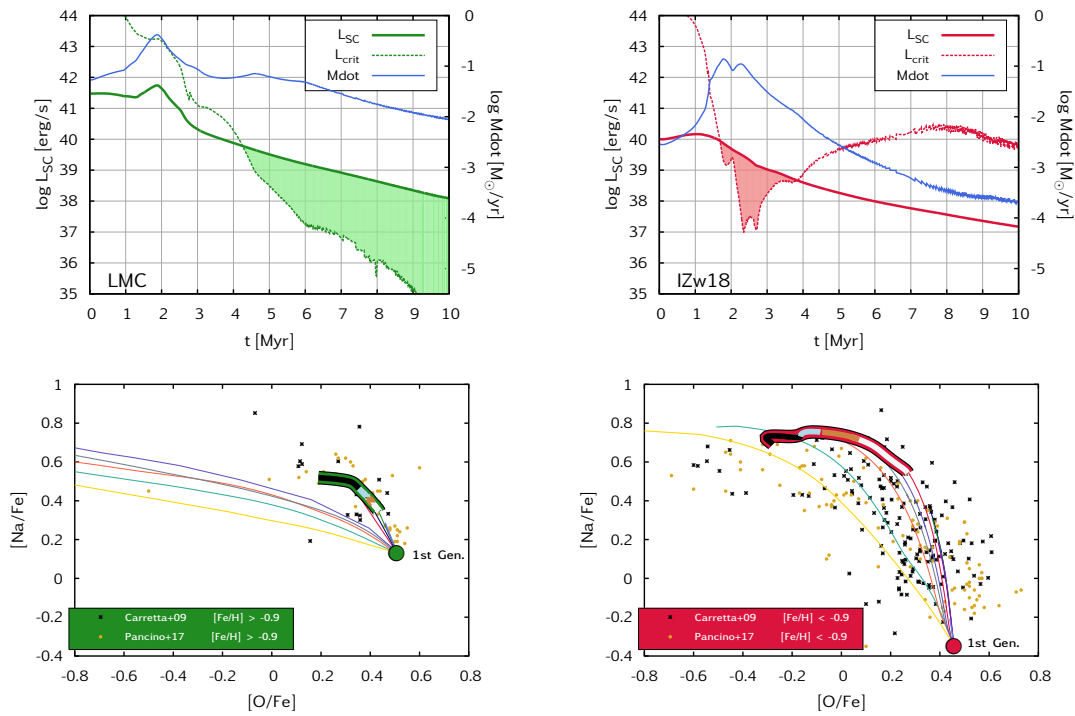 44
43
42
41
40
39
38
37
36
35
log L_SC [erg/s]
L_SC
L_crit
Mdot
0
-1
-2
-3
-4
-5
log Mdot [M_⊙/yr]
LMC
0 1 2 3 4 5 6 7 8 9 10
t [Myr]
44
43
42
41
40
39
38
37
36
35
log L_SC [erg/s]
L_SC
L_crit
Mdot
0
-1
-2
-3
-4
-5
log Mdot [M_⊙/yr]
IZw18
0 1 2 3 4 5 6 7 8 9 10
t [Myr]
1
0.8
0.6
0.4
0.2
0
-0.2
-0.4
[Na/Fe]
1st Gen.
Carretta+09 [Fe/H] > -0.9
Pancino+17 [Fe/H] > -0.9
-0.8 -0.6 -0.4 -0.2 0 0.2 0.4 0.6 0.8
[O/Fe]
1
0.8
0.6
0.4
0.2
0
-0.2
-0.4
[Na/Fe]
1st Gen.
Carretta+09 [Fe/H] < -0.9
Pancino+17 [Fe/H] < -0.9
-0.8 -0.6 -0.4 -0.2 0 0.2 0.4 0.6 0.8
[O/Fe]